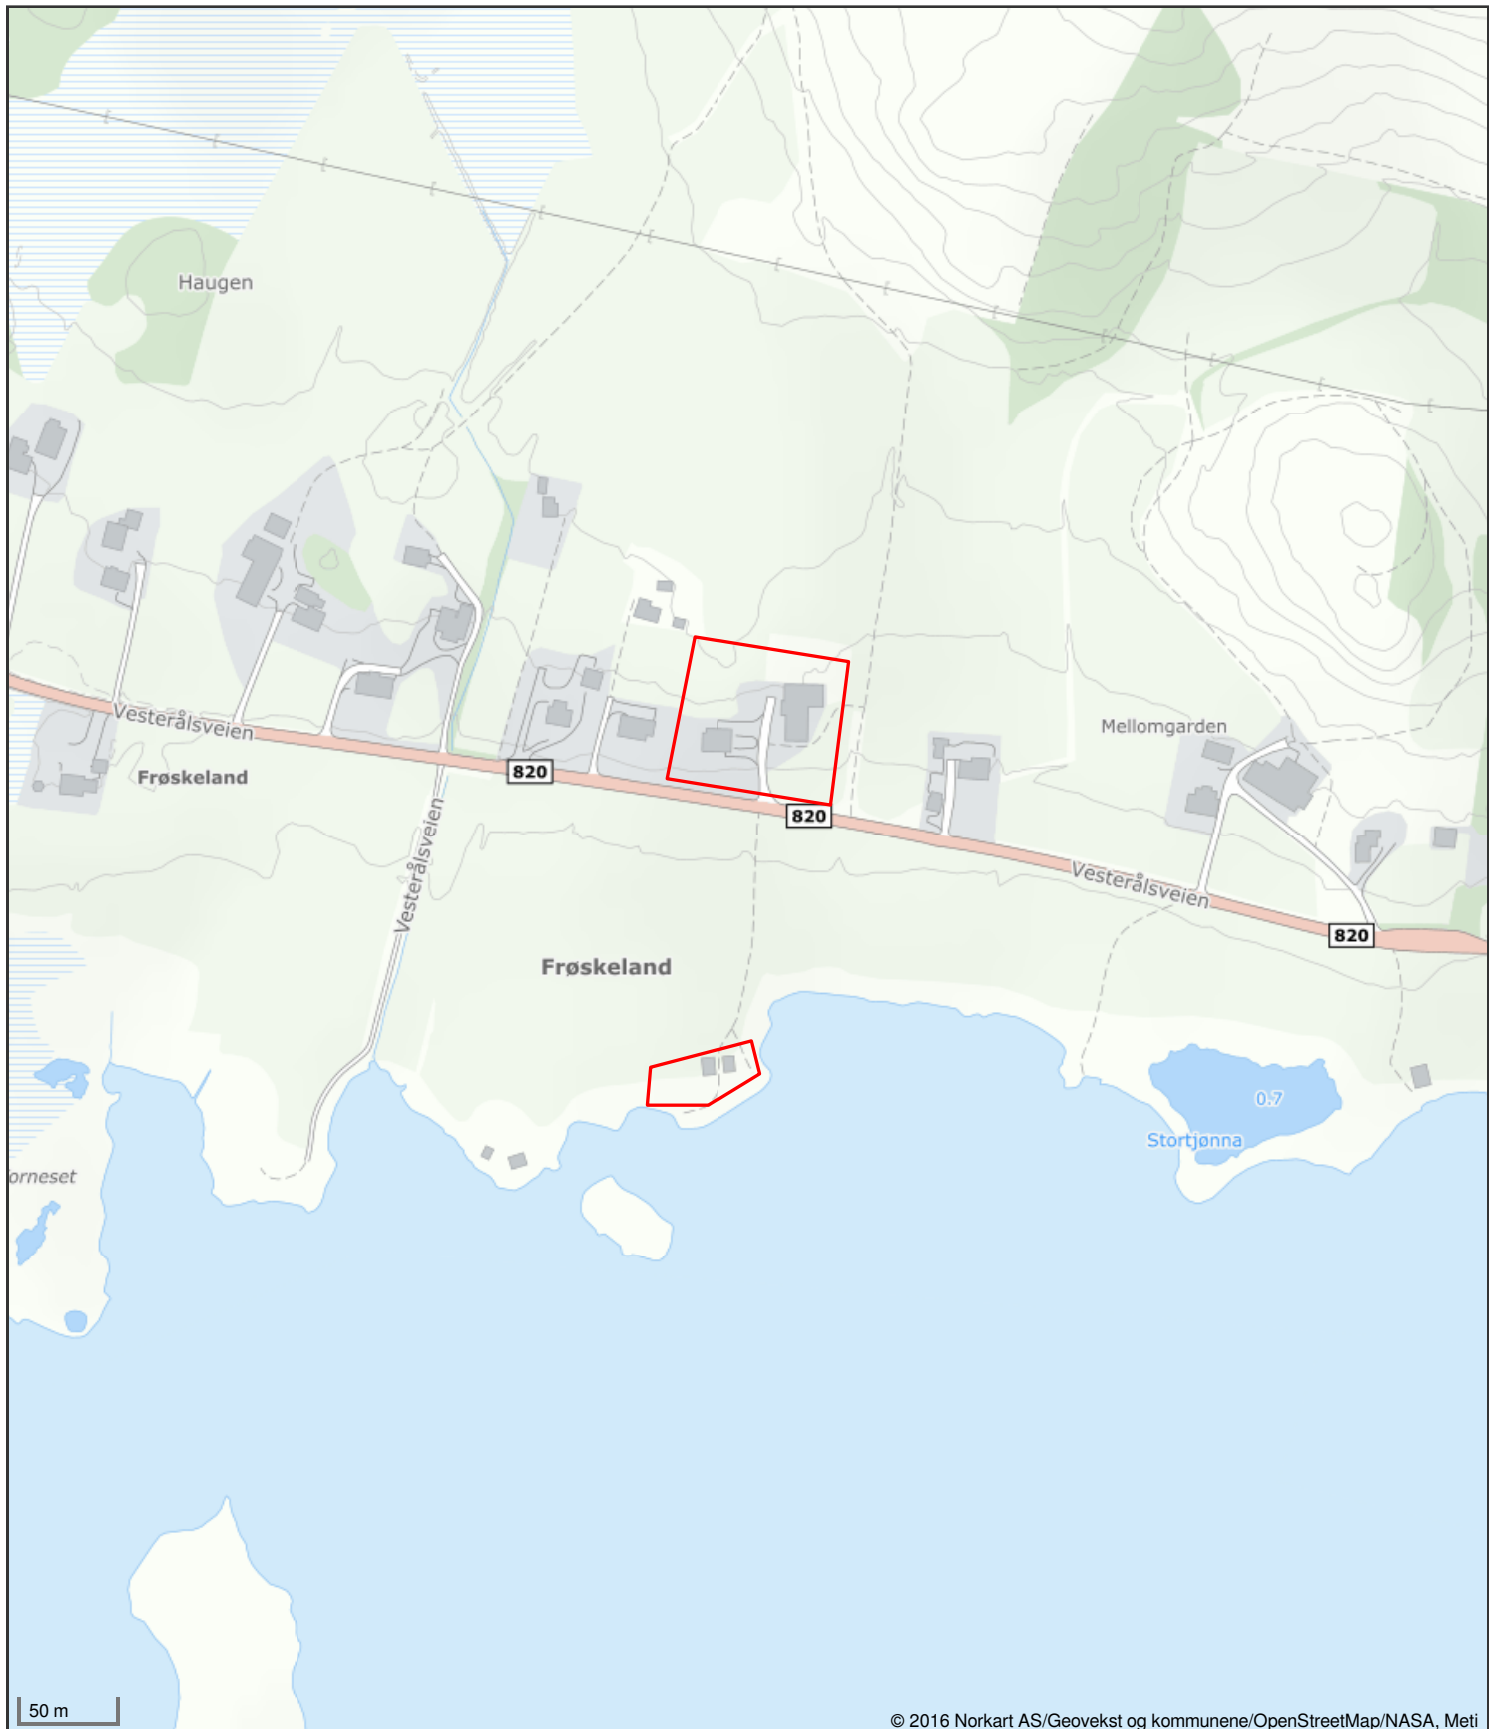 Haugen
Vesterålsveien
Mellomgarden
Frøskeland
820
820
Vesterålsveien
Vesterålsveien
820
Frøskeland
0.7
Stortjønna
orneset
50 m
© 2016 Norkart AS/Geovekst og kommunene/OpenStreetMap/NASA, Meti